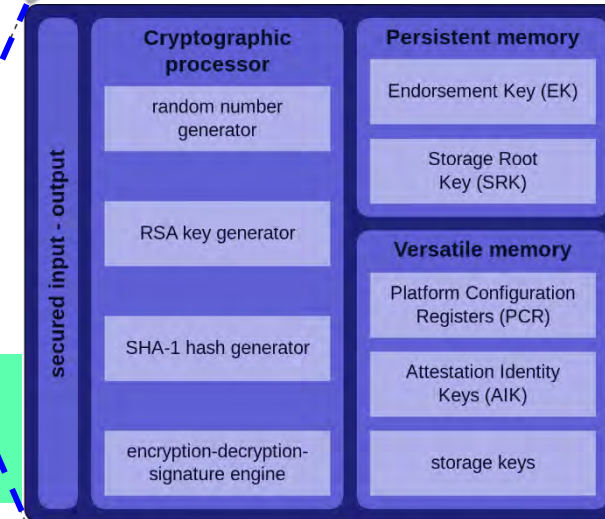 secured input - output
Cryptographic
processor
random number
generator
RSA key generator
SHA-1 hash generator
encryption-decryption-
signature engine
Persistent memory
Endorsement Key (EK)
Storage Root
Key (SRK)
Versatile memory
Platform Configuration
Registers (PCR)
Attestation Identity
Keys (AIK)
storage keys